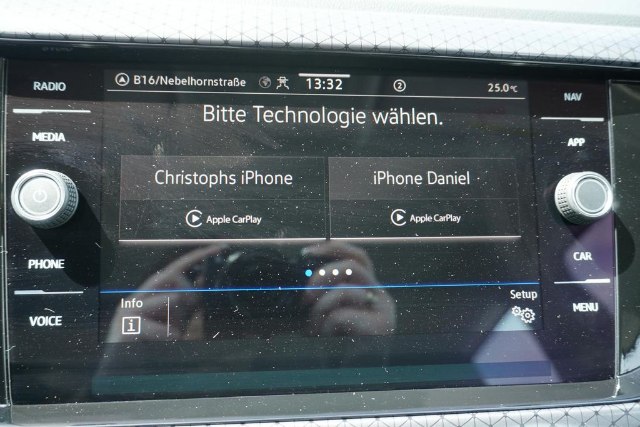 RADIO
MEDIA
PHONE
VOICE
B16/Nebelhornstraße 13:32 2 25.0°C
Bitte Technologie wählen.
Christophs iPhone
Apple CarPlay
iPhone Daniel
Apple CarPlay
Info
i
Setup
NAV
APP
CAR
MENU